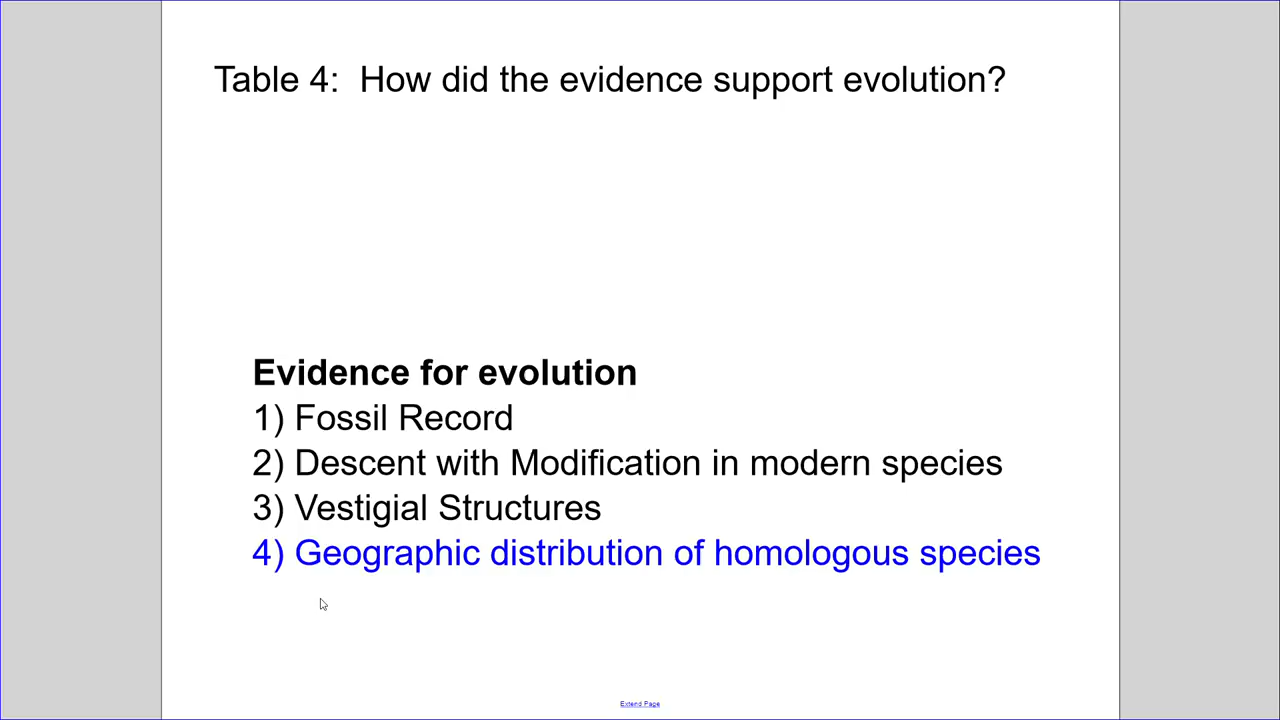 Table 4:  How did the evidence support evolution?
Evidence for evolution
1) Fossil Record
2) Descent with Modification in modern species
3) Vestigial Structures
4) Geographic distribution of homologous species
Extend Page